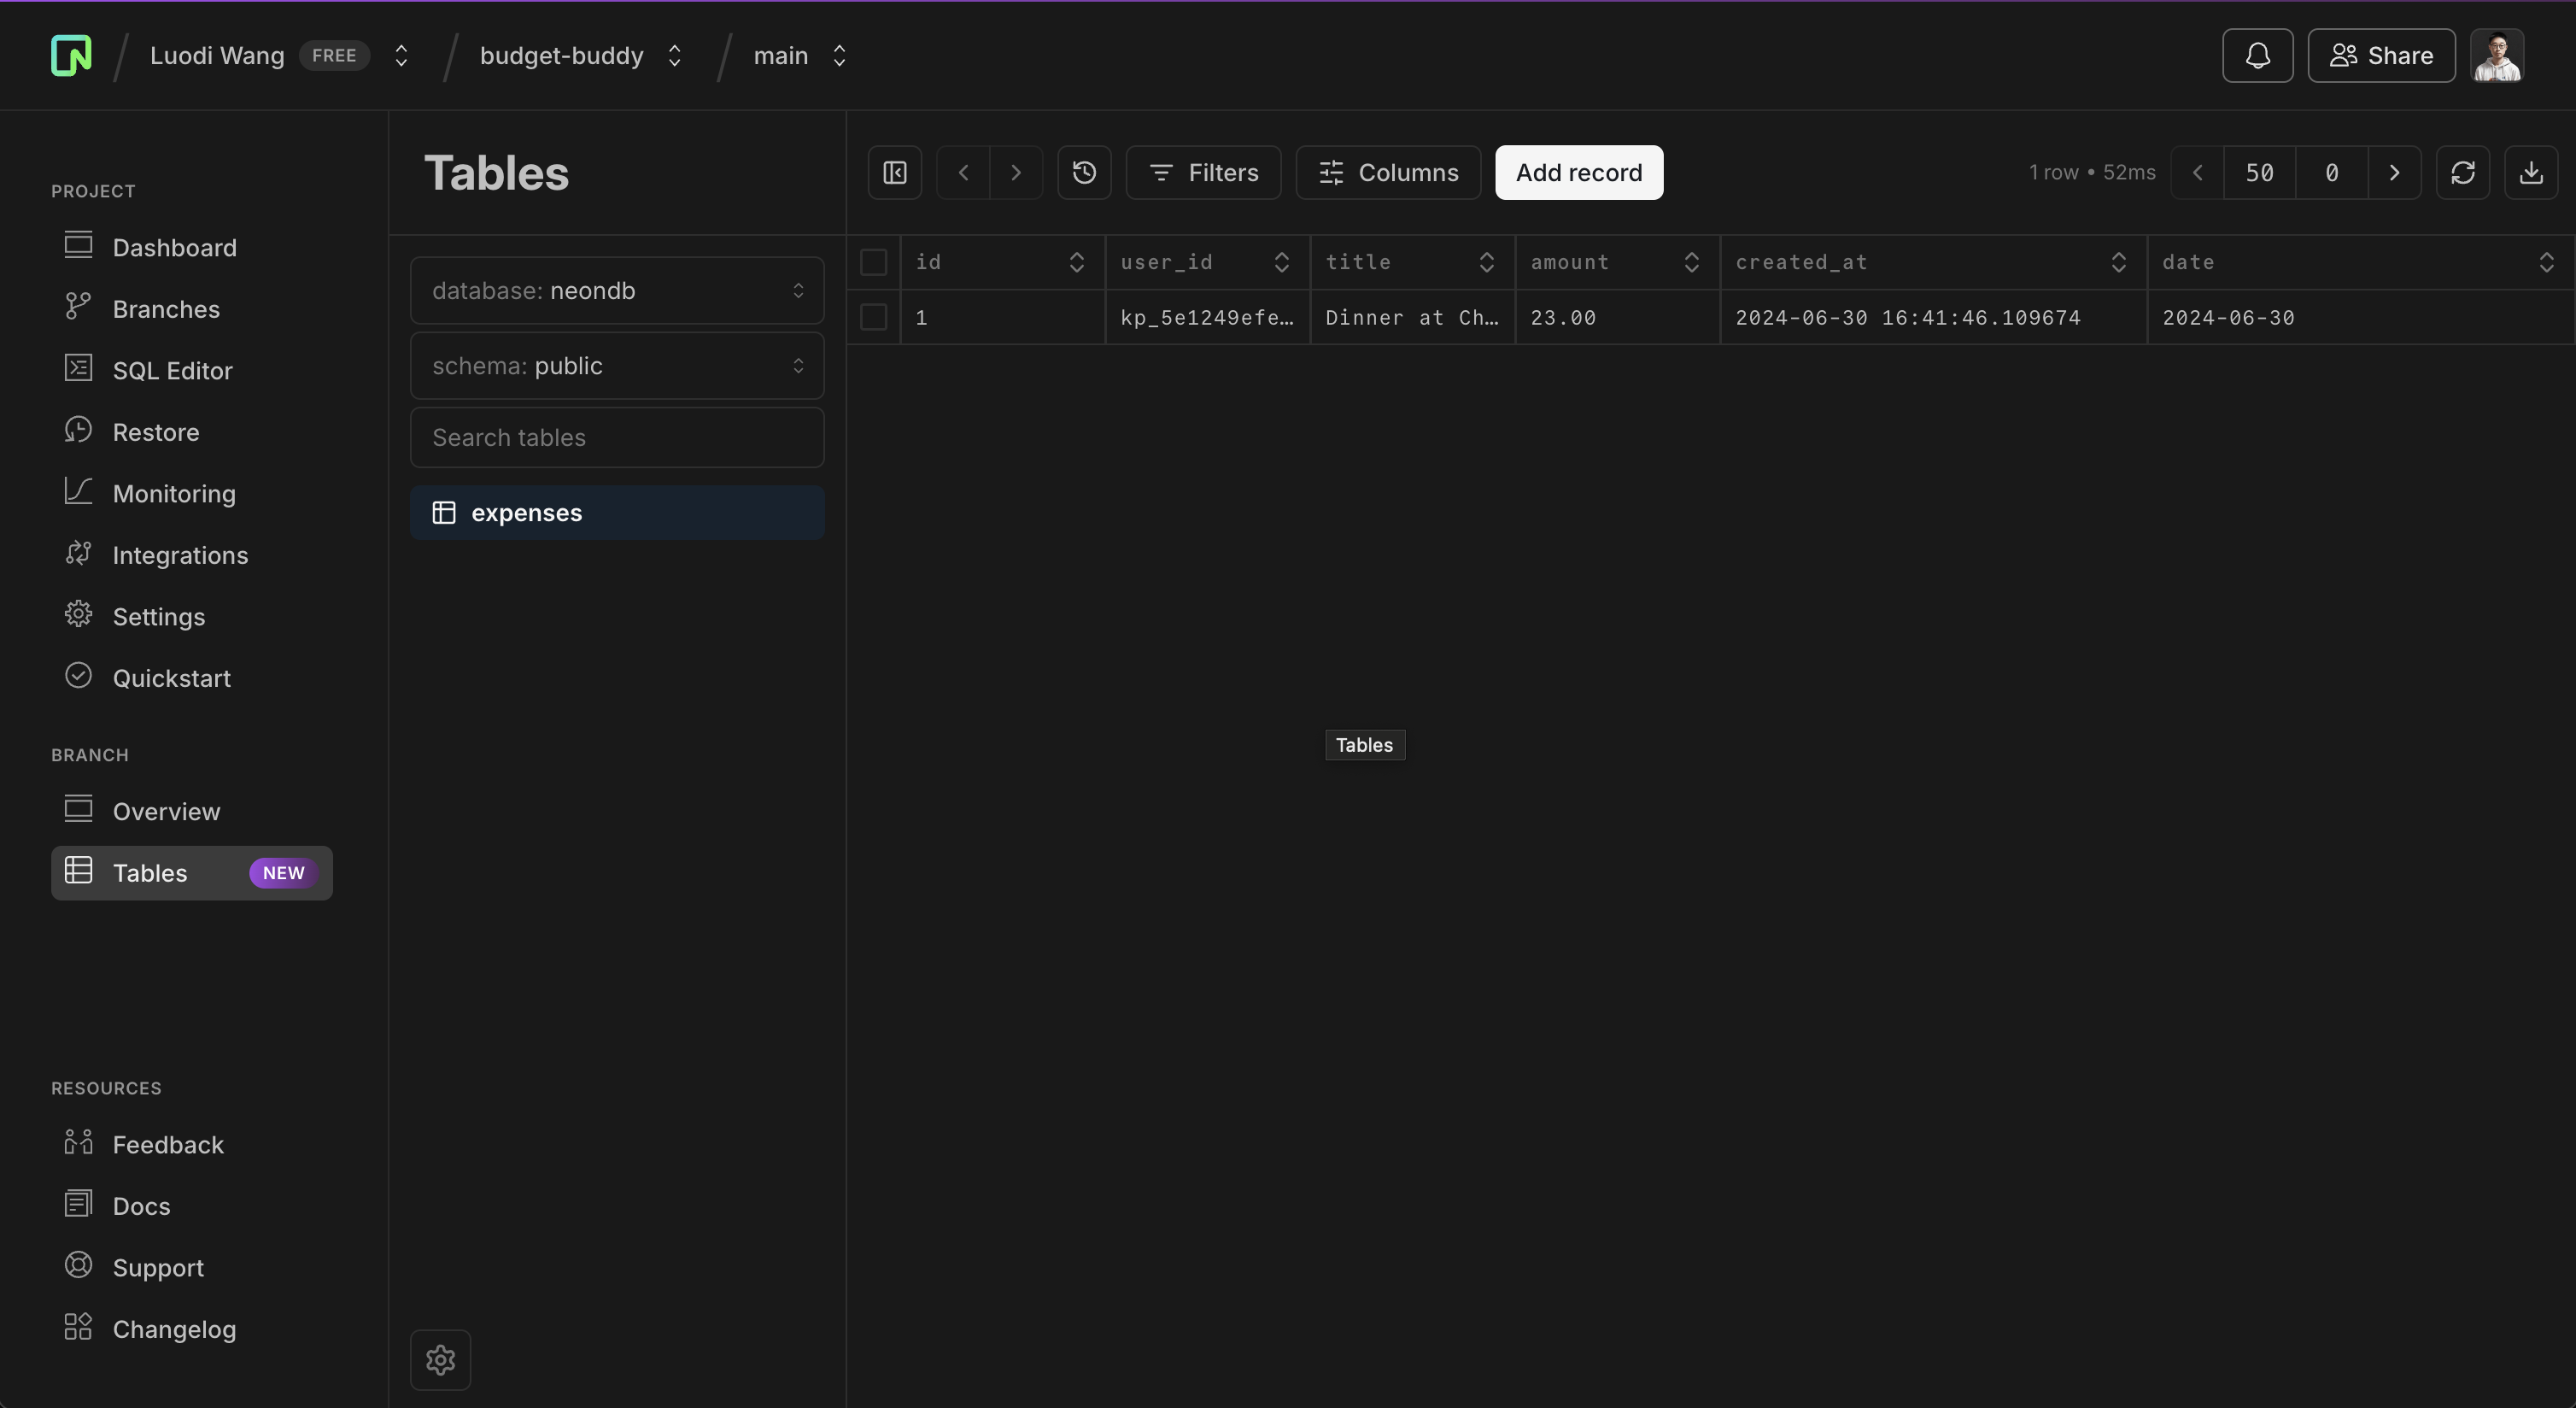 Luodi Wang FREE budget-buddy main Share
PROJECT
Dashboard
Branches
SQL Editor
Restore
Monitoring
Integrations
Settings
Quickstart
BRANCH
Overview
Tables NEW
RESOURCES
Feedback
Docs
Support
Changelog
Tables
database: neondb
schema: public
Search tables
expenses
Filters Columns Add record 1 row • 52ms 50 0
id user_id title amount created_at date
1 kp_5e1249efe… Dinner at Ch… 23.00 2024-06-30 16:41:46.109674 2024-06-30
Tables